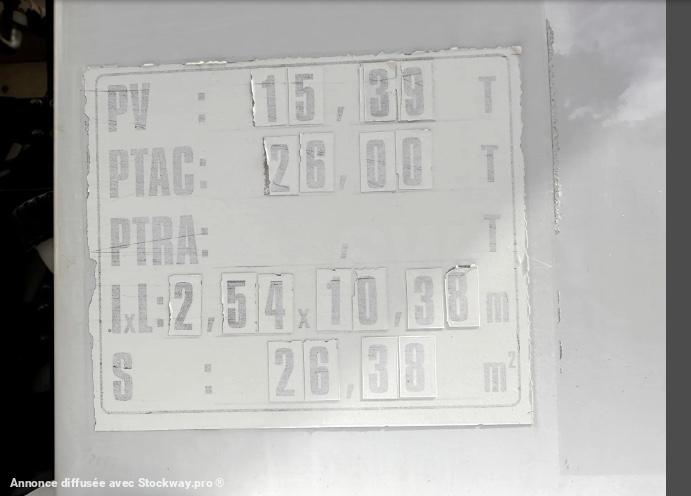 PV : 15,39 T
PTAC: 26,00 T
PTRA: , T
lxL: 2,54 x 10,38 m
S : 26,38 m²
Annonce diffusée avec Stockway.pro ®